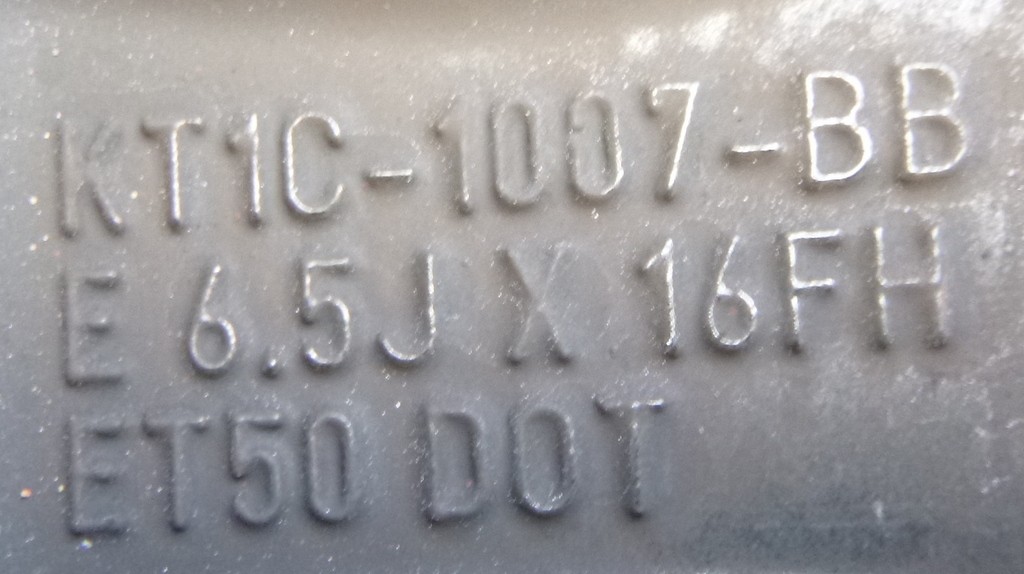 KT1C-1007-BB
E 6.5J X 16FH
ET50 DOT